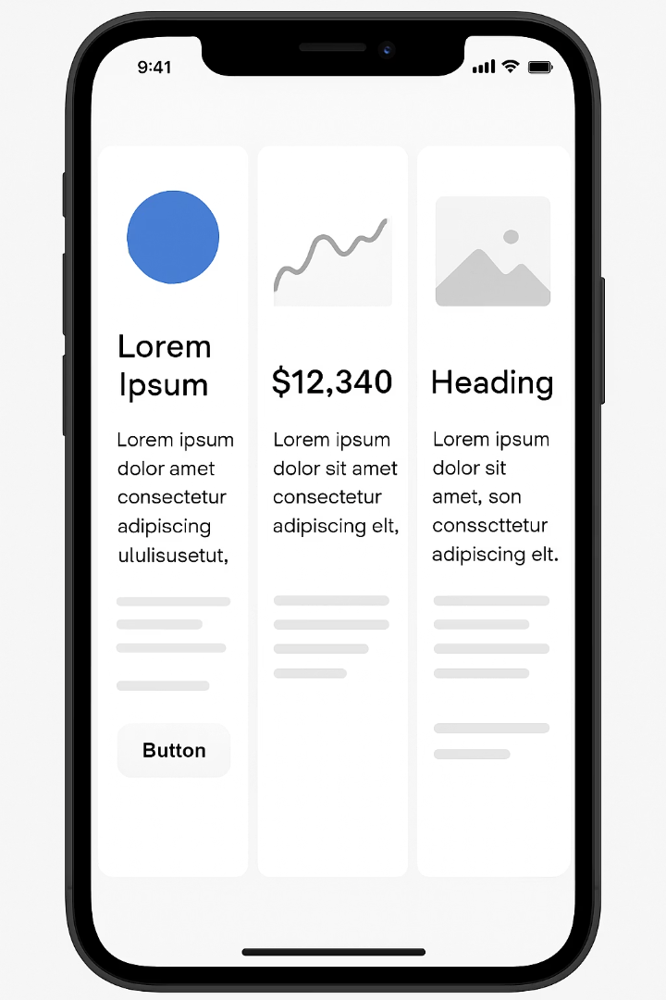 9:41
Lorem
Ipsum
Lorem ipsum
dolor amet
consectetur
adipiscing
ululisusetut,
Button
$12,340
Lorem ipsum
dolor sit amet
consectetur
adipiscing elt,
Heading
Lorem ipsum
dolor sit
amet, son
consscttetur
adipiscing elt.